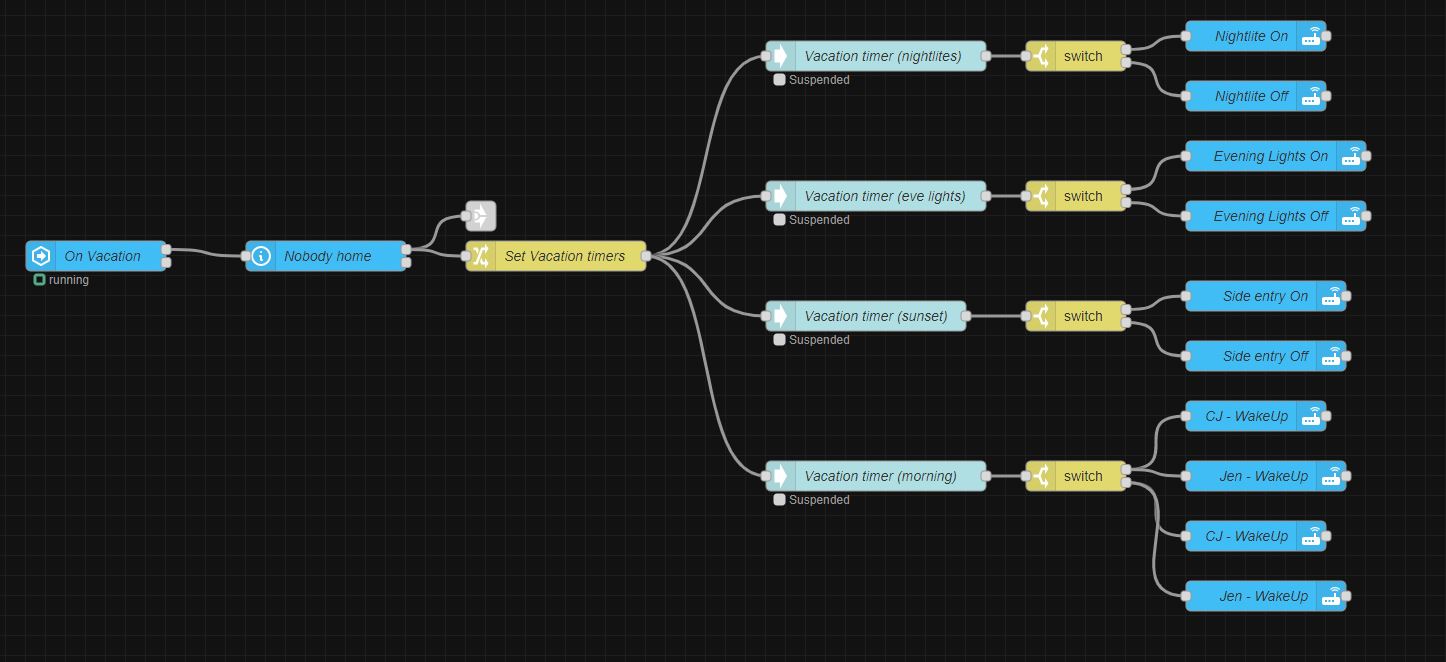 On Vacation
running
Nobody home
Set Vacation timers
Vacation timer (nightlites)
Suspended
switch
Nightlite On
Nightlite Off
Vacation timer (eve lights)
Suspended
switch
Evening Lights On
Evening Lights Off
Vacation timer (sunset)
Suspended
switch
Side entry On
Side entry Off
Vacation timer (morning)
Suspended
switch
CJ - WakeUp
Jen - WakeUp
CJ - WakeUp
Jen - WakeUp